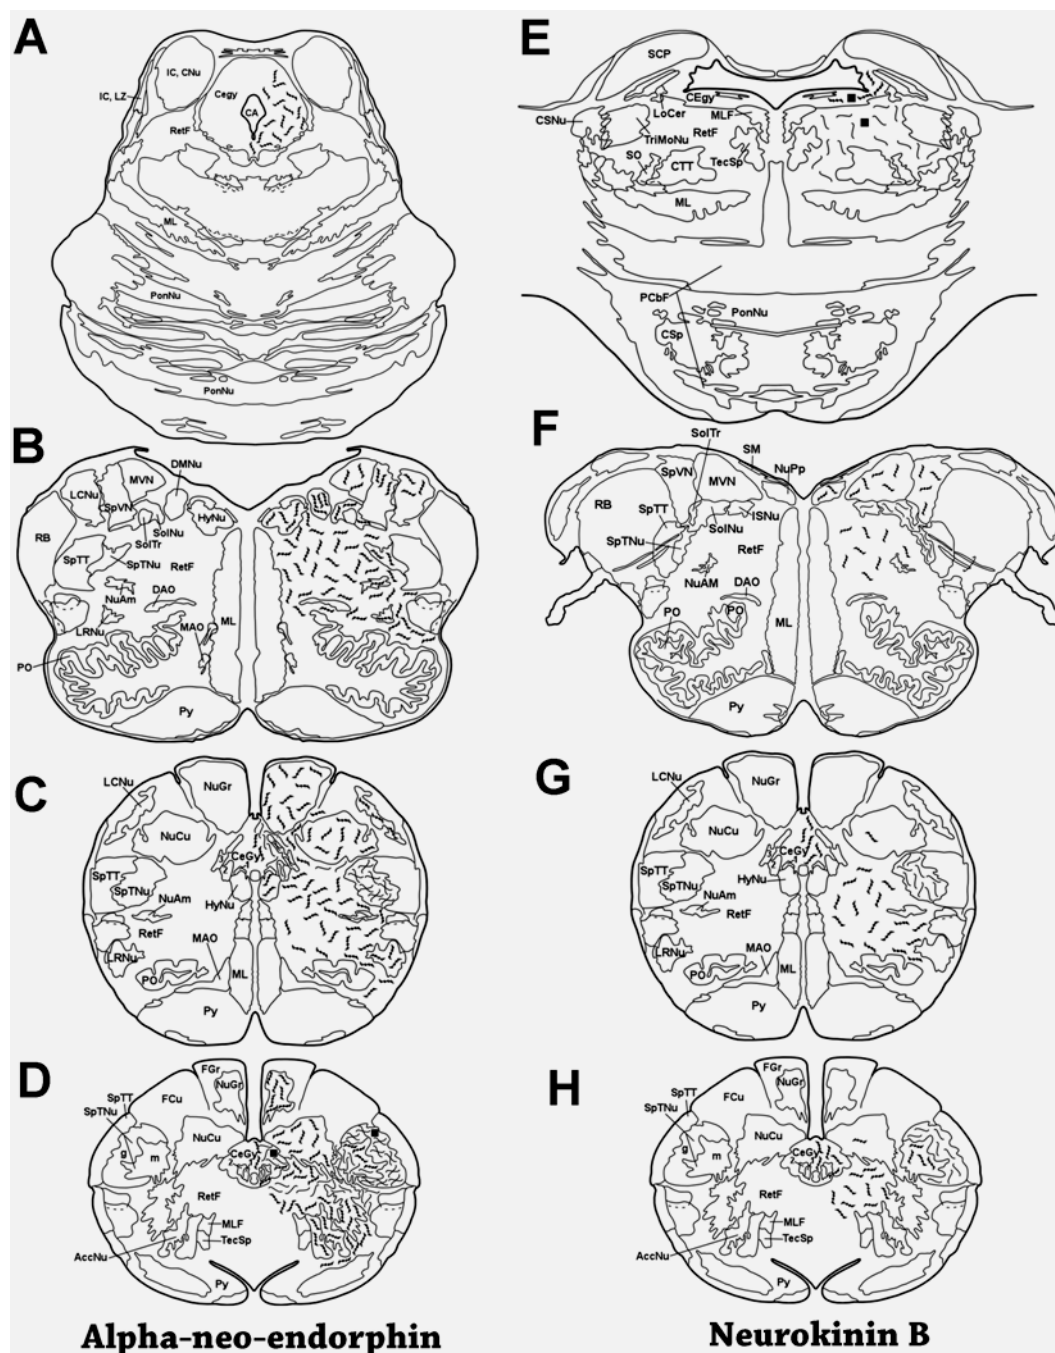 A
IC, CNu
IC, LZ
Cegy
CA
RetF
ML
PonNu
PonNu
B
DMNu
MVN
LCNu
SpVN
HyNu
SolNu
SolTr
RB
SpTT
SpTNu
RetF
NuAm
DAO
LRNu
MAO
ML
PO
Py
C
LCNu
NuGr
NuCu
CeGy
SpTT
SpTNu
HyNu
NuAm
RetF
MAO
LRNu
PO
ML
Py
D
FGr
NuGr
SpTT
SpTNu
FCu
NuCu
CeGy
g
m
RetF
MLF
TecSp
AccNu
Py
Alpha-neo-endorphin
E
SCP
CEgy
LoCer
MLF
CSNu
TriMoNu
RetF
SO
CTT
TecSp
ML
PCbF
PonNu
CSp
F
SolTr
SM
SpVN
NuPp
MVN
RB
SpTT
ISNu
SolNu
SpTNu
RetF
NuAM
DAO
PO
PO
ML
Py
G
LCNu
NuGr
NuCu
CeGy
SpTT
SpTNu
HyNu
NuAm
RetF
MAO
LRNu
PO
ML
Py
H
FGr
NuGr
SpTT
SpTNu
FCu
NuCu
CeGy
g
m
RetF
MLF
TecSp
AccNu
Py
Neurokinin B